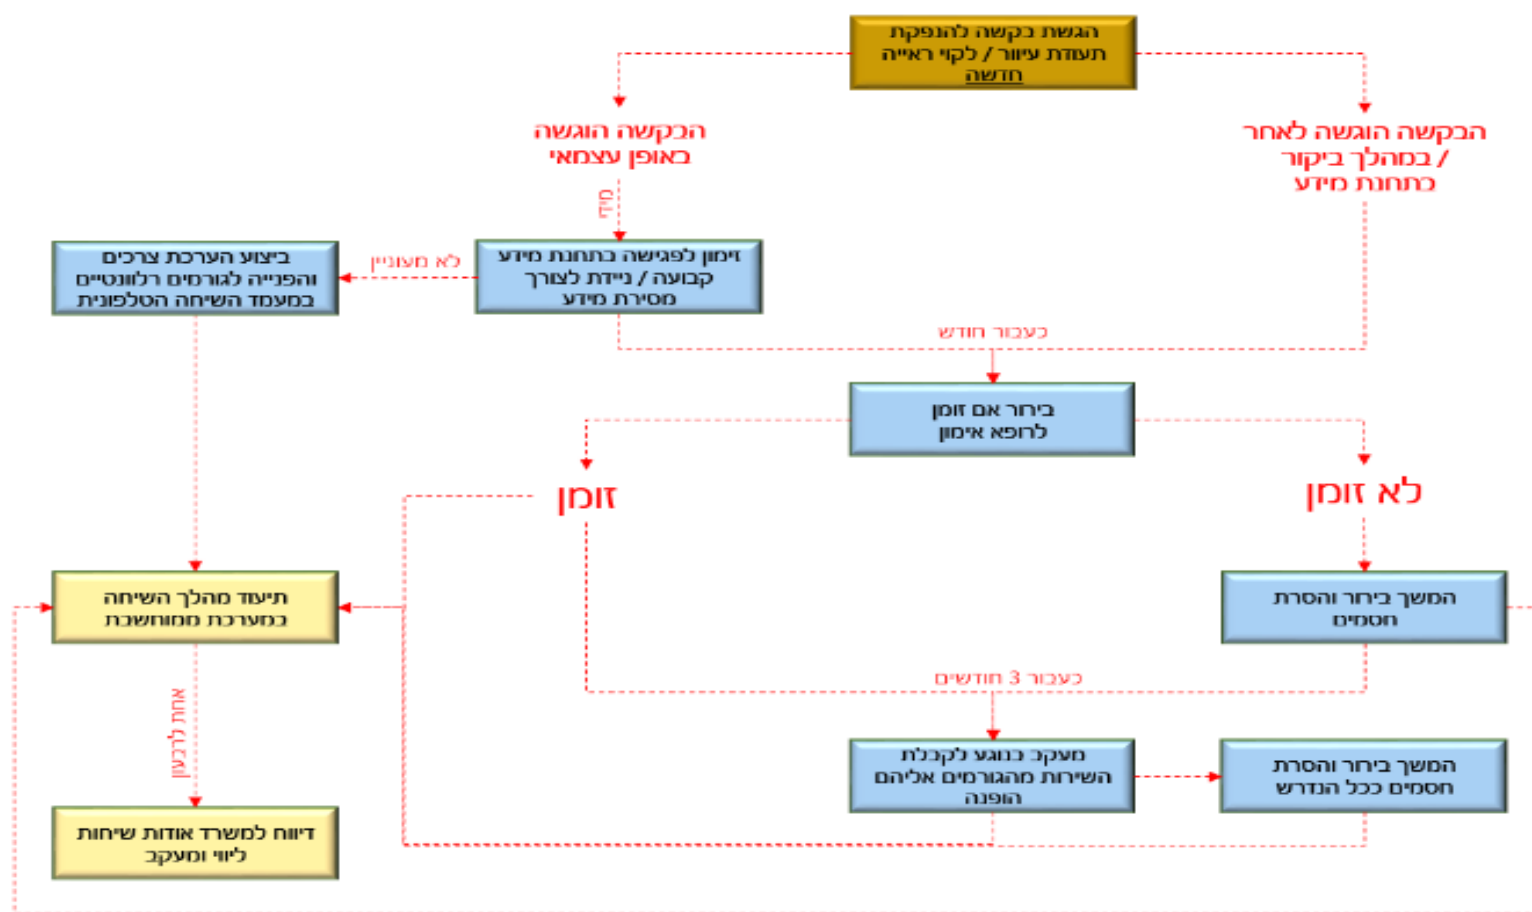 הגשת בקשה להנפקת
תעודת עיוור / לקוי ראייה
חדשה
הבקשה הוגשה
באופן עצמאי
הבקשה הוגשה לאחר
/ במהלך ביקור
בתחנת מידע
מידי
זימון לפגישה בתחנת מידע
קבועה / ניידת לצורך
מסירת מידע
לא מעוניין
ביצוע הערכת צרכים
והפנייה לגורמים רלוונטיים
במעמד השיחה הטלפונית
כעבור חודש
בירור אם זומן
לרופא אימון
זומן
לא זומן
תיעוד מהלך השיחה
במערכת ממוחשבת
המשך בירור והסרת
חסמים
כעבור 3 חודשים
אחת לרבעון
מעקב בנוגע לקבלת
השירות מהגורמים אליהם
הופנה
המשך בירור והסרת
חסמים ככל הנדרש
דיווח למשרד אודות שיחות
ליווי ומעקב